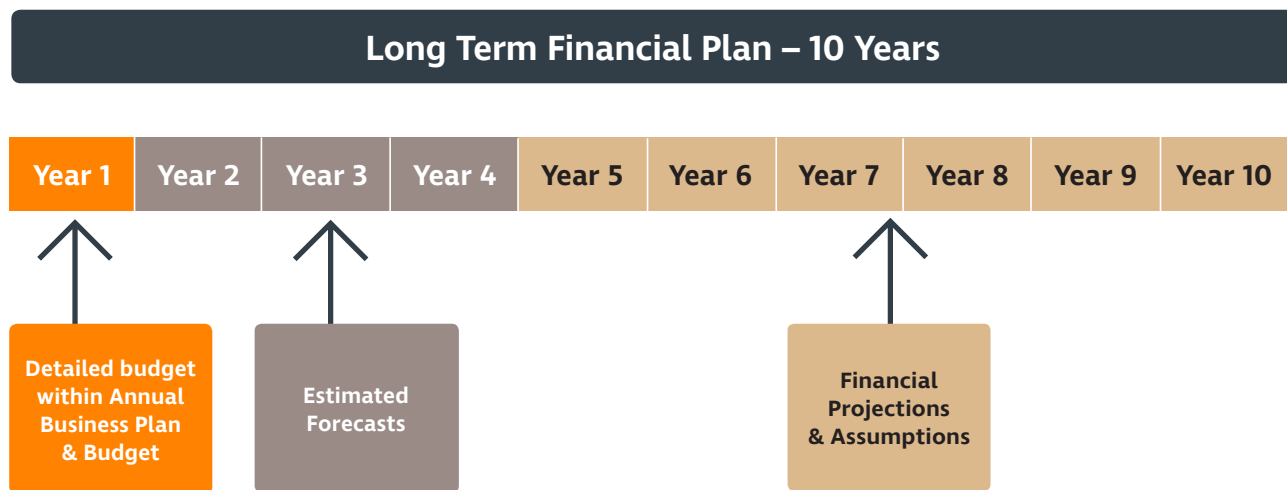 Long Term Financial Plan – 10 Years
Year 1
Year 2
Year 3
Year 4
Year 5
Year 6
Year 7
Year 8
Year 9
Year 10
Detailed budget
within Annual
Business Plan
& Budget
Estimated
Forecasts
Financial
Projections
& Assumptions